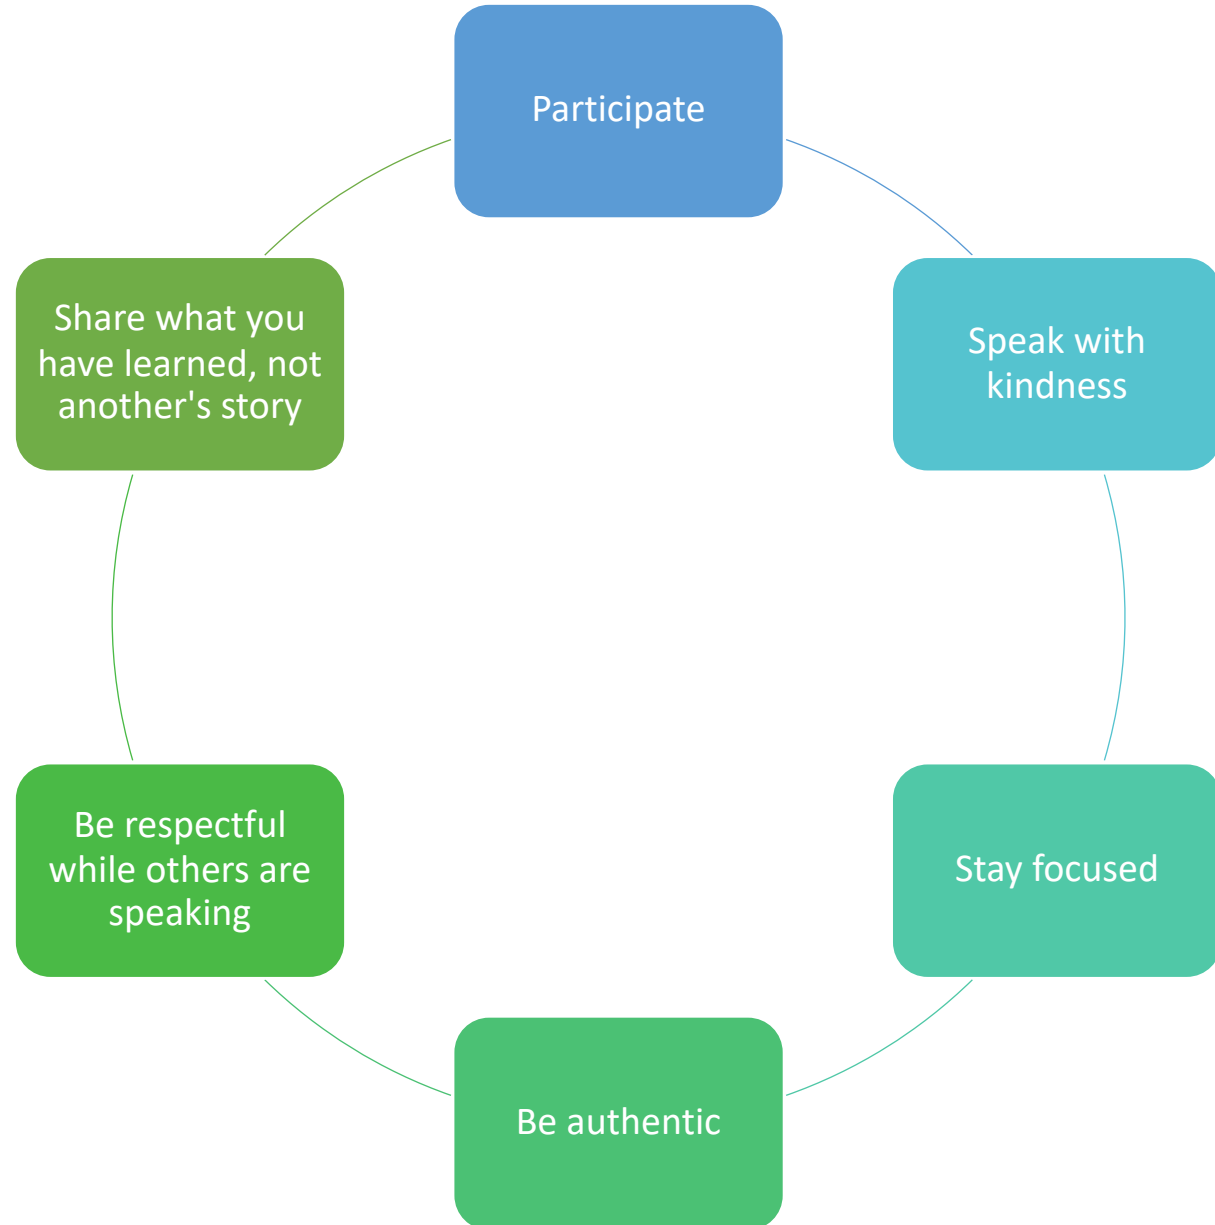 Participate
Speak with
kindness
Stay focused
Be authentic
Be respectful
while others are
speaking
Share what you
have learned, not
another's story